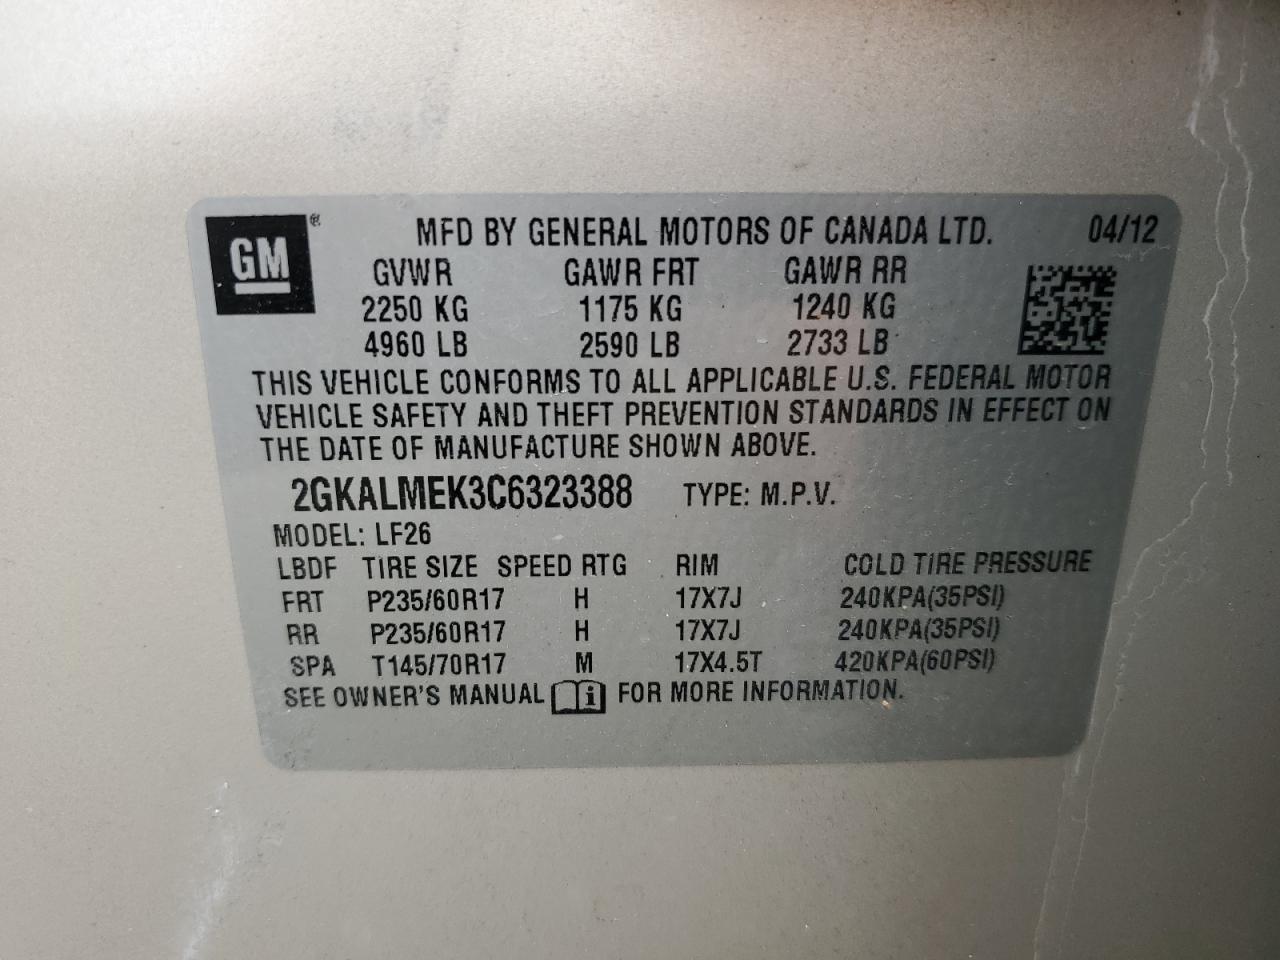 GM ® MFD BY GENERAL MOTORS OF CANADA LTD. 04/12
GVWR GAWR FRT GAWR RR
2250 KG 1175 KG 1240 KG
4960 LB 2590 LB 2733 LB
THIS VEHICLE CONFORMS TO ALL APPLICABLE U.S. FEDERAL MOTOR
VEHICLE SAFETY AND THEFT PREVENTION STANDARDS IN EFFECT ON
THE DATE OF MANUFACTURE SHOWN ABOVE.
2GKALMEK3C6323388 TYPE: M.P.V.
MODEL: LF26
LBDF TIRE SIZE SPEED RTG RIM COLD TIRE PRESSURE
FRT P235/60R17 H 17X7J 240KPA(35PSI)
RR P235/60R17 H 17X7J 240KPA(35PSI)
SPA T145/70R17 M 17X4.5T 420KPA(60PSI)
SEE OWNER'S MANUAL i FOR MORE INFORMATION.